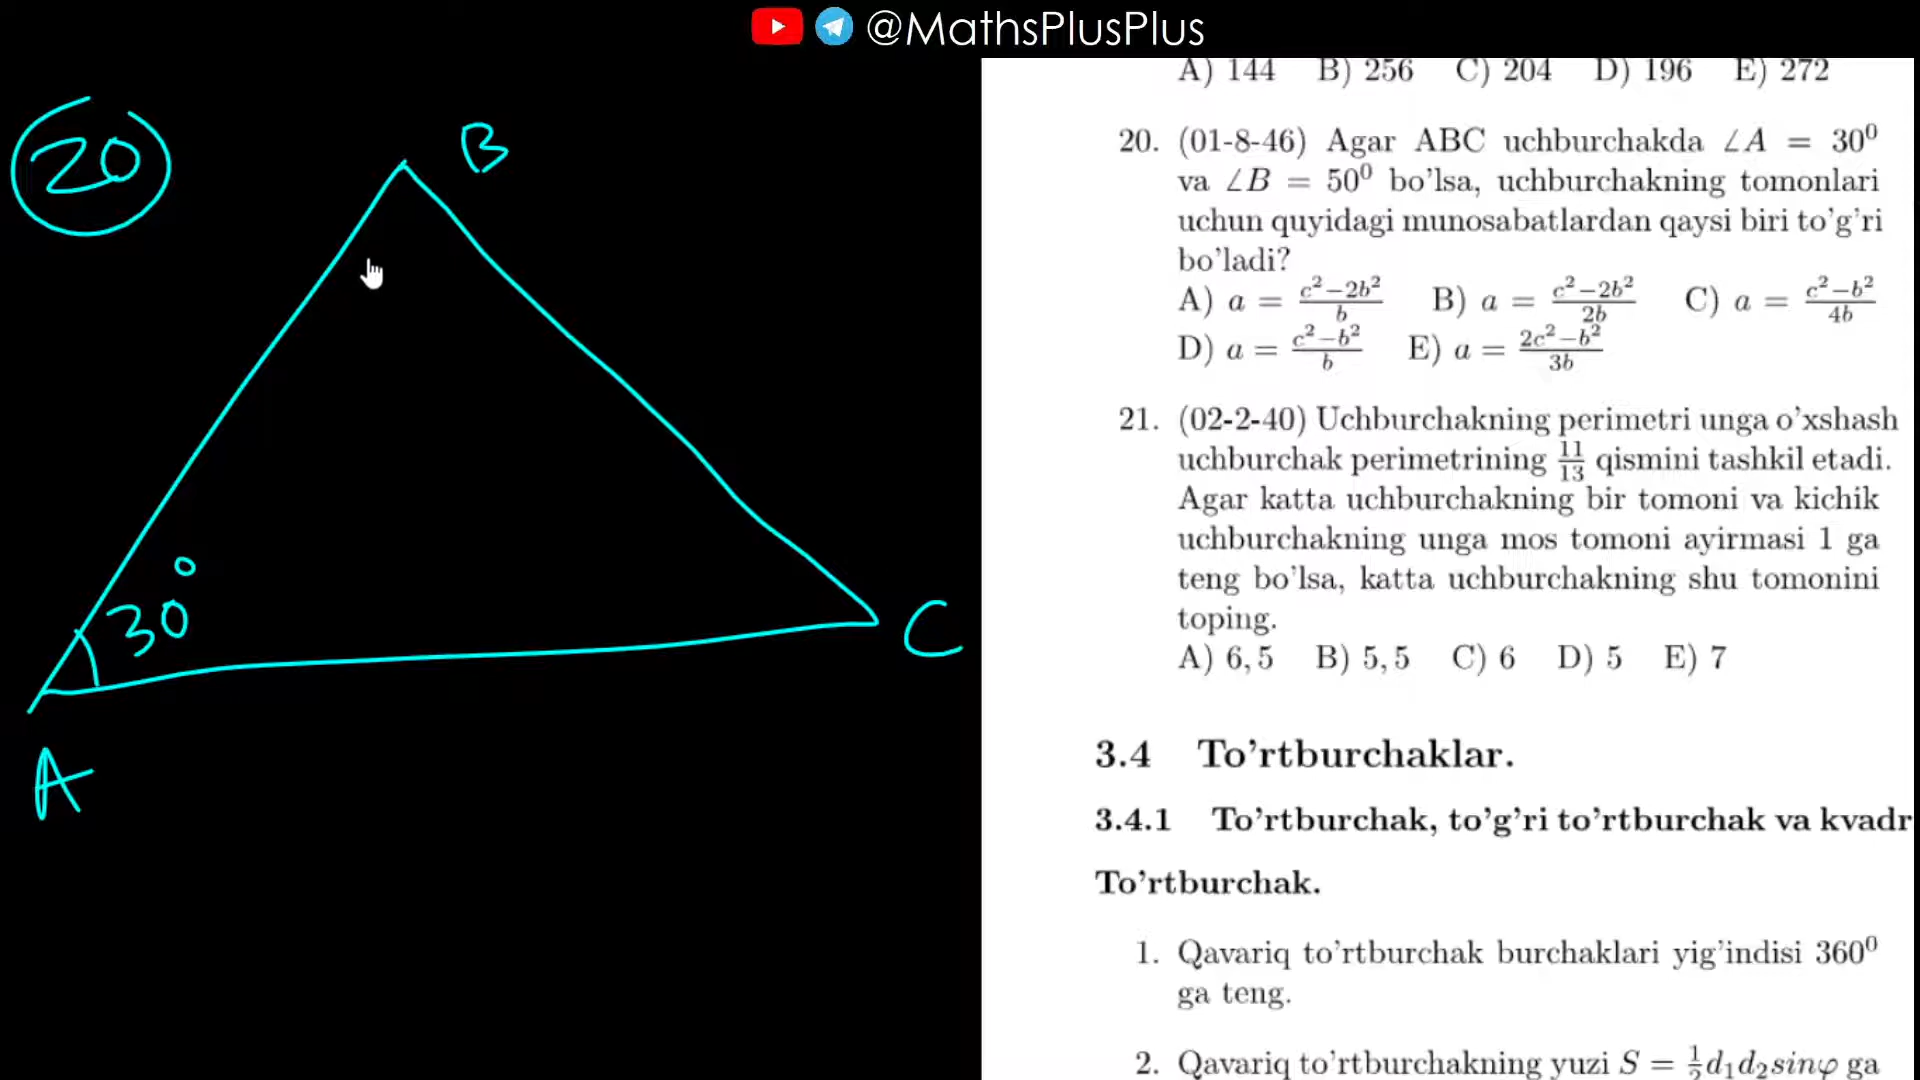 @MathsPlusPlus
20
B
30°
A
C
A) 144 B) 256 C) 204 D) 196 E) 272
20. (01-8-46) Agar ABC uchburchakda ∠A = 30⁰
va ∠B = 50⁰ bo'lsa, uchburchakning tomonlari
uchun quyidagi munosabatlardan qaysi biri to'g'ri
bo'ladi?
A) a = (c²−2b²)/b B) a = (c²−2b²)/2b C) a = (c²−b²)/4b
D) a = (c²−b²)/b E) a = (2c²−b²)/3b
21. (02-2-40) Uchburchakning perimetri unga o'xshash
uchburchak perimetrining 11/13 qismini tashkil etadi.
Agar katta uchburchakning bir tomoni va kichik
uchburchakning unga mos tomoni ayirmasi 1 ga
teng bo'lsa, katta uchburchakning shu tomonini
toping.
A) 6, 5 B) 5, 5 C) 6 D) 5 E) 7
3.4 To'rtburchaklar.
3.4.1 To'rtburchak, to'g'ri to'rtburchak va kvadr
To'rtburchak.
1. Qavariq to'rtburchak burchaklari yig'indisi 360⁰
ga teng.
2. Qavariq to'rtburchakning yuzi S = ½d₁d₂sinφ ga